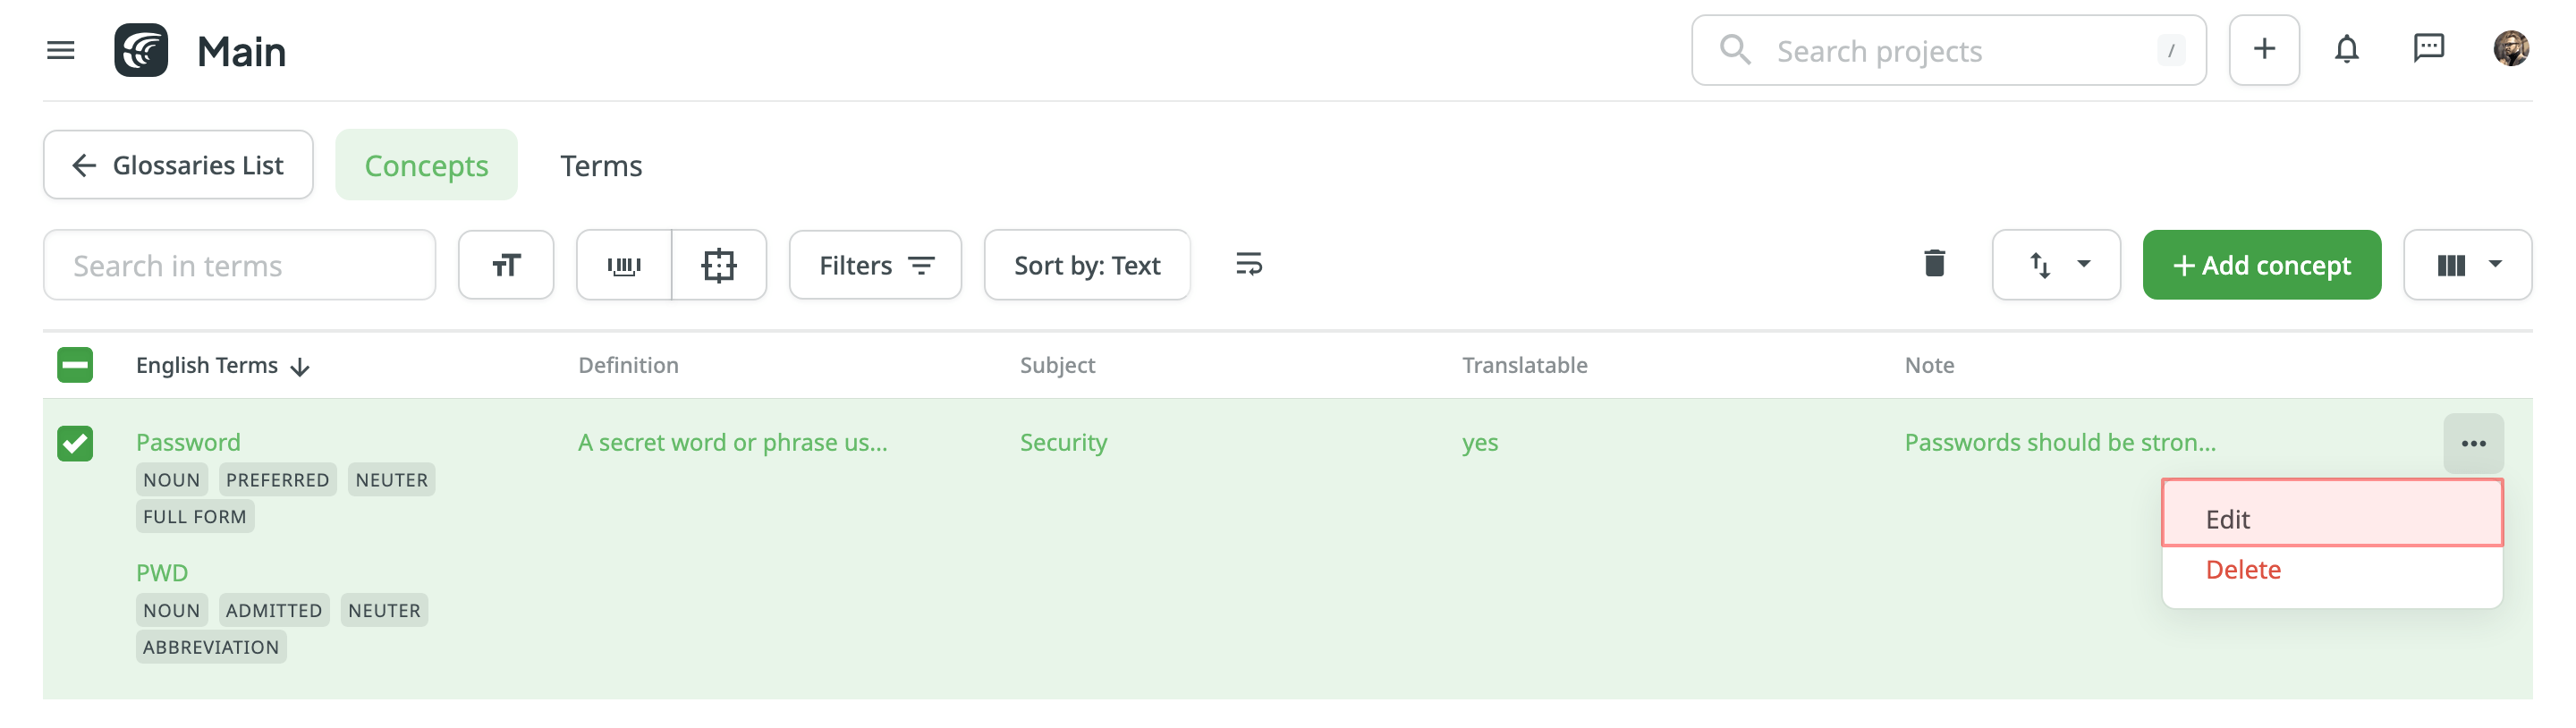 Main
Search projects /
Glossaries List Concepts Terms
Search in terms Filters Sort by: Text Add concept
English Terms Definition Subject Translatable Note
Password A secret word or phrase us... Security yes Passwords should be stron...
NOUN PREFERRED NEUTER
FULL FORM
Edit
PWD
Delete
NOUN ADMITTED NEUTER
ABBREVIATION